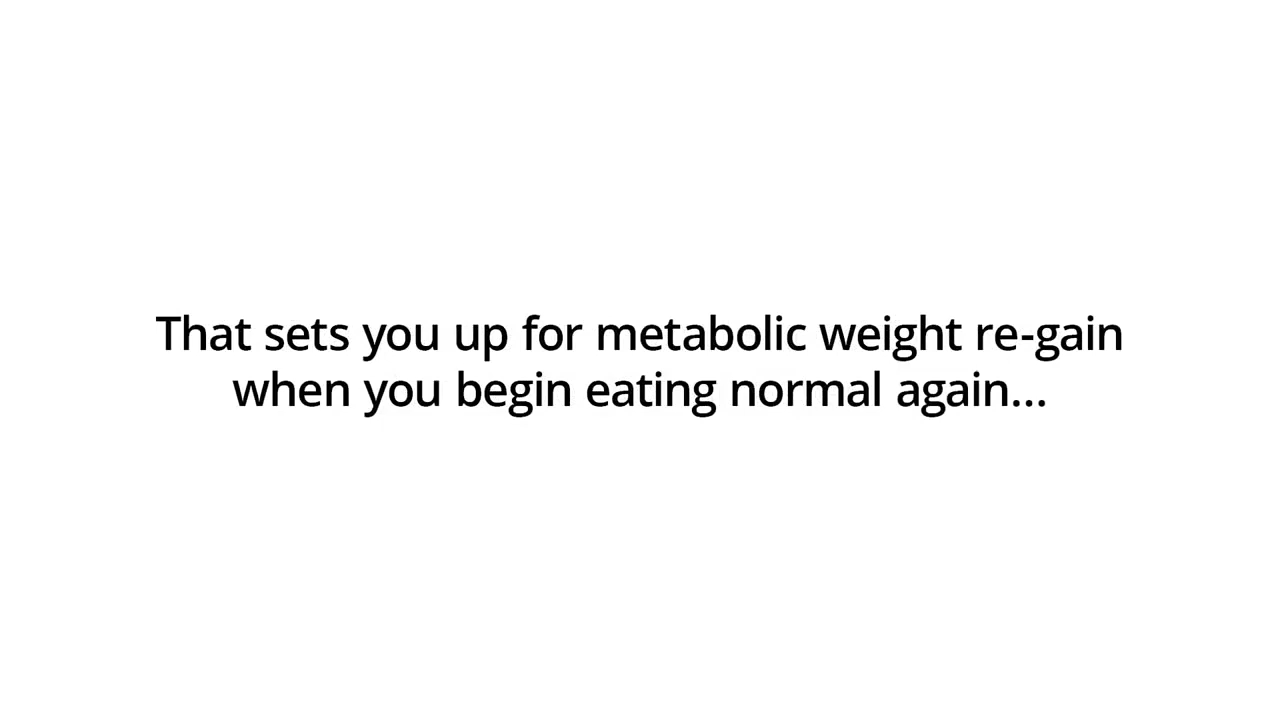 That sets you up for metabolic weight re-gain
when you begin eating normal again...